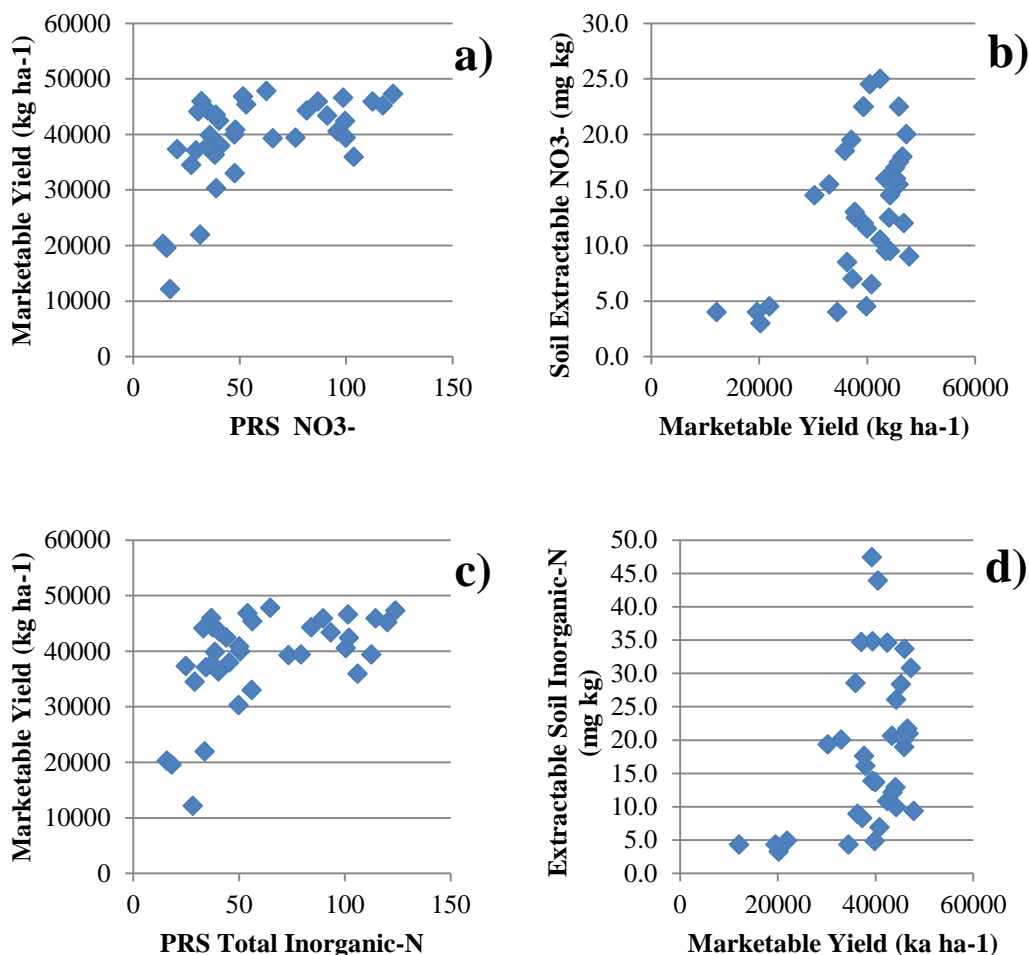 a)
Marketable Yield (kg ha-1)
60000
50000
40000
30000
20000
10000
0
0 50 100 150
PRS NO3-
b)
Soil Extractable NO3- (mg kg)
30.0
25.0
20.0
15.0
10.0
5.0
0.0
0 20000 40000 60000
Marketable Yield (kg ha-1)
c)
Marketable Yield (kg ha-1)
60000
50000
40000
30000
20000
10000
0
0 50 100 150
PRS Total Inorganic-N
d)
Extractable Soil Inorganic-N
(mg kg)
50.0
45.0
40.0
35.0
30.0
25.0
20.0
15.0
10.0
5.0
0.0
0 20000 40000 60000
Marketable Yield (ka ha-1)